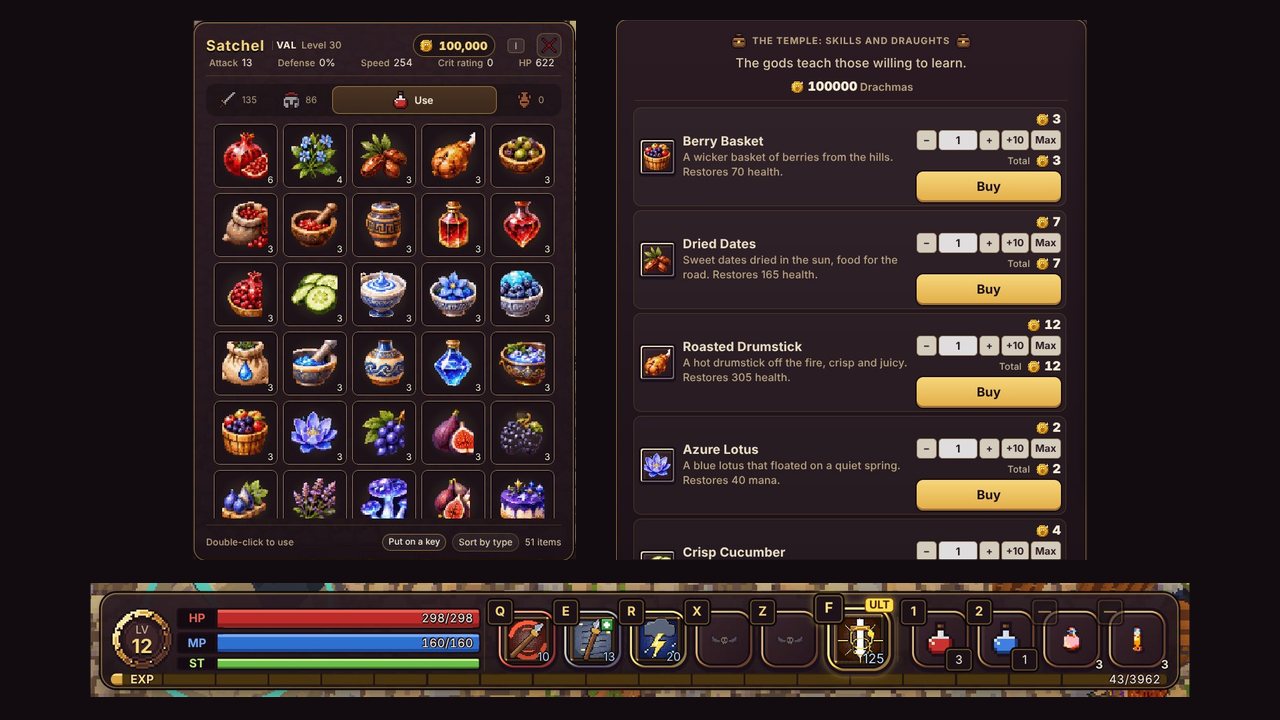 Satchel VAL Level 30 100,000 I
Attack 13 Defense 0% Speed 254 Crit rating 0 HP 622
135 86 Use 0
6 4 3 3 3
3 3 3 3 3
3 3 3 3 3
3 3 3 3 3
3 3 3 3 3
Double-click to use Put on a key Sort by type 51 items
THE TEMPLE: SKILLS AND DRAUGHTS
The gods teach those willing to learn.
100000 Drachmas
3
Berry Basket
A wicker basket of berries from the hills.
Restores 70 health.
− 1 + +10 Max
Total 3
Buy
7
Dried Dates
Sweet dates dried in the sun, food for the
road. Restores 165 health.
− 1 + +10 Max
Total 7
Buy
12
Roasted Drumstick
A hot drumstick off the fire, crisp and juicy.
Restores 305 health.
− 1 + +10 Max
Total 12
Buy
2
Azure Lotus
A blue lotus that floated on a quiet spring.
Restores 40 mana.
− 1 + +10 Max
Total 2
Buy
4
Crisp Cucumber
− 1 + +10 Max
LV
12
HP 298/298
MP 160/160
ST
EXP
Q E R X Z F ULT 1 2 — —
10 13 20 125 3 1 3 3
43/3962